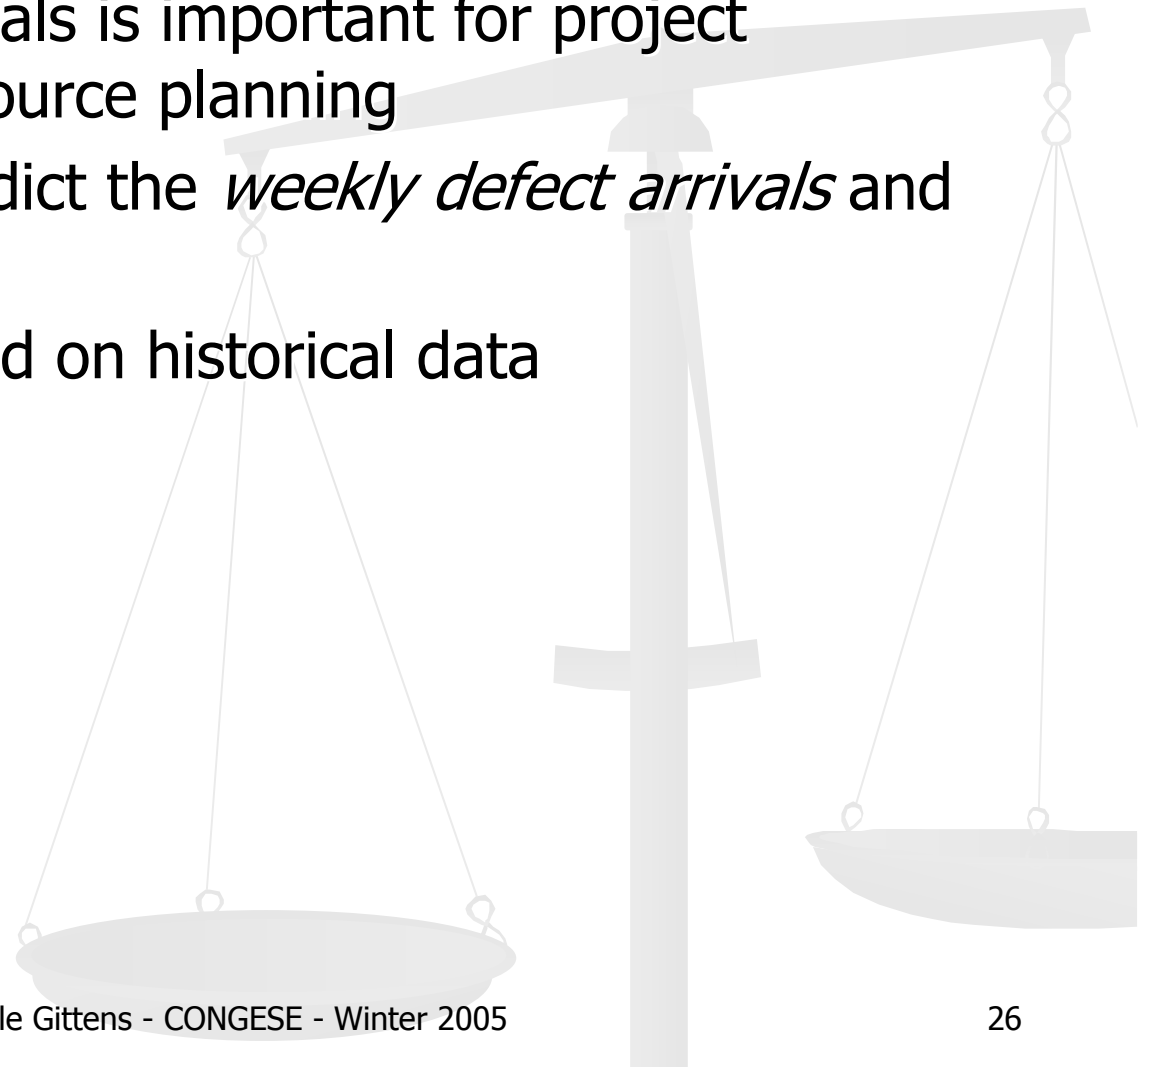 als is important for project
ource planning
dict the weekly defect arrivals and
d on historical data
le Gittens - CONGESE - Winter 2005
26